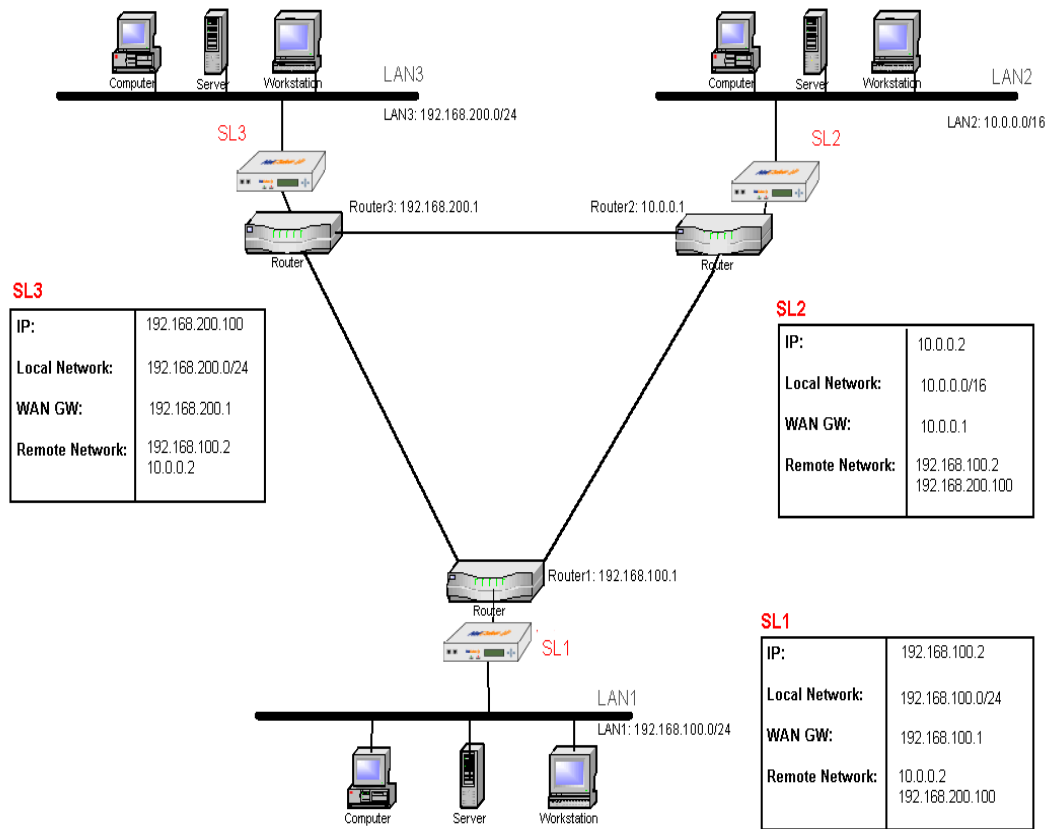 Computer Server Workstation LAN3
LAN3: 192.168.200.0/24
Computer Server Workstation LAN2
LAN2: 10.0.0.0/16
SL3
SL2
Router3: 192.168.200.1
Router2: 10.0.0.1
Router
Router
SL3
IP: 192.168.200.100
Local Network: 192.168.200.0/24
WAN GW: 192.168.200.1
Remote Network: 192.168.100.2
10.0.0.2
SL2
IP: 10.0.0.2
Local Network: 10.0.0.0/16
WAN GW: 10.0.0.1
Remote Network: 192.168.100.2
192.168.200.100
Router1: 192.168.100.1
Router
SL1
LAN1
LAN1: 192.168.100.0/24
Computer Server Workstation
SL1
IP: 192.168.100.2
Local Network: 192.168.100.0/24
WAN GW: 192.168.100.1
Remote Network: 10.0.0.2
192.168.200.100